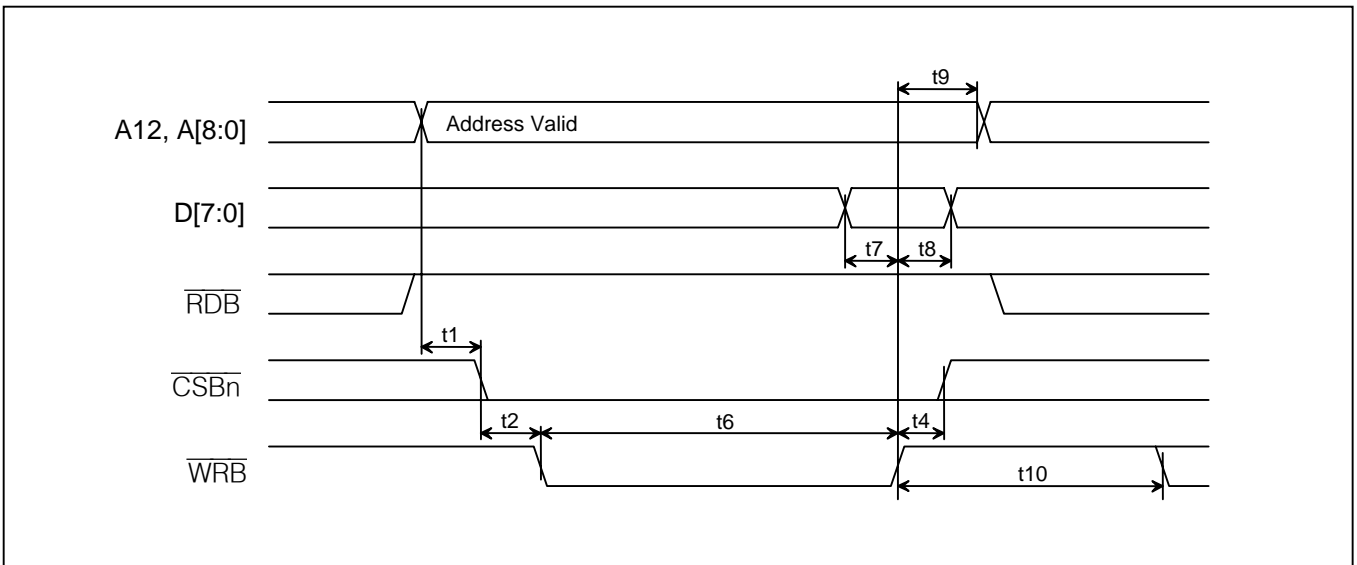 t9
A12, A[8:0]
Address Valid
D[7:0]
t7
t8
RDB
t1
CSBn
t2
t6
t4
WRB
t10